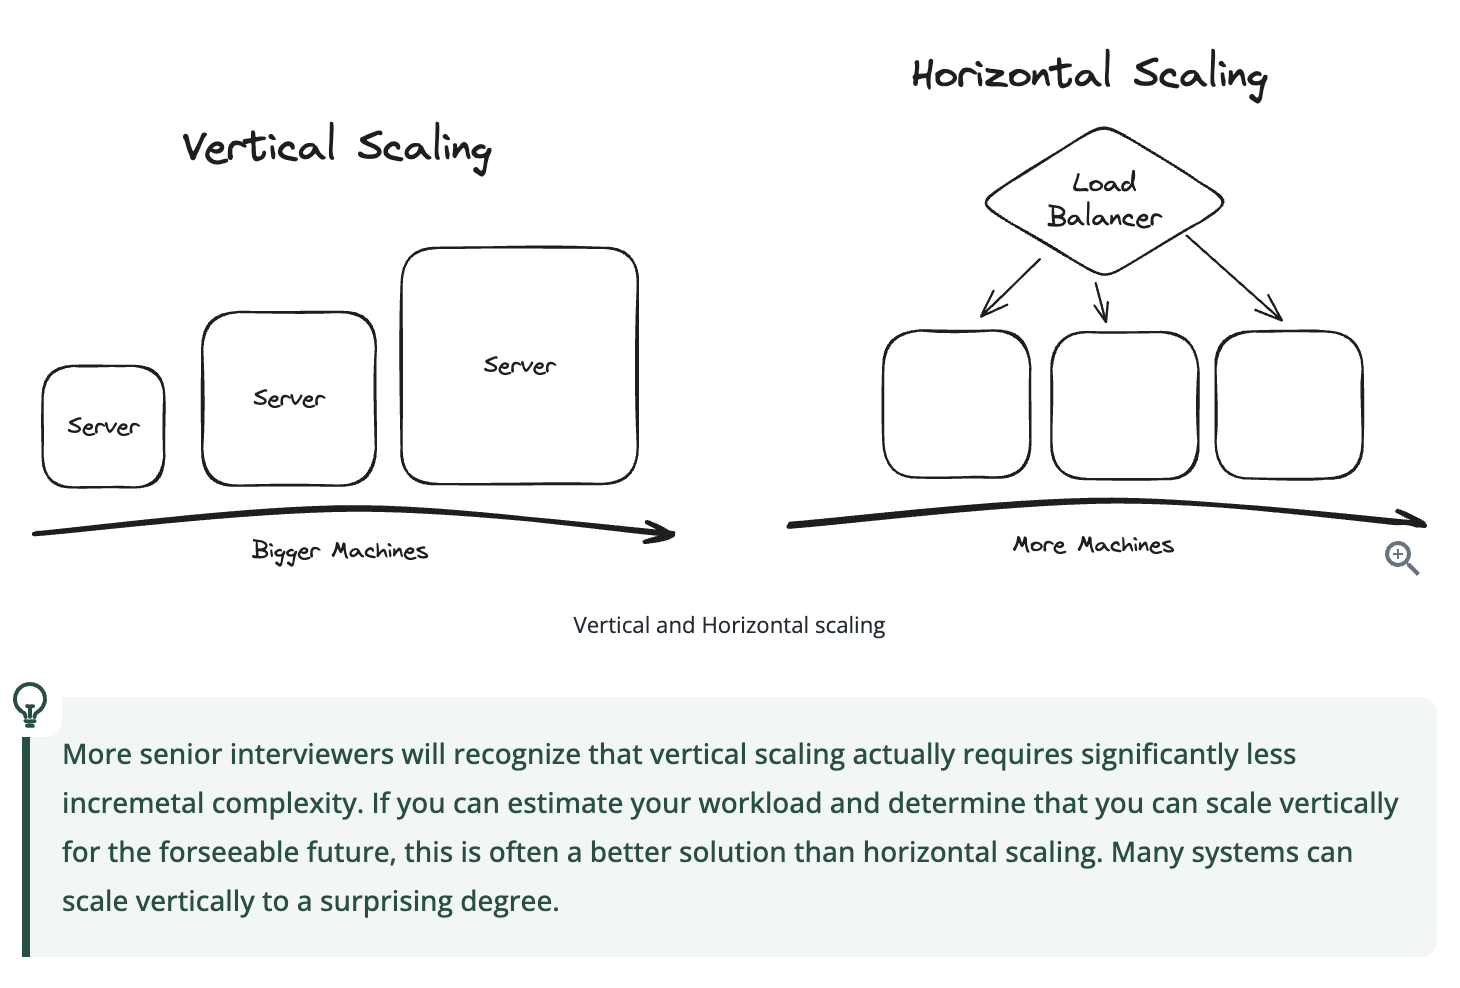 Vertical Scaling
Server
Server
Server
Bigger Machines
Horizontal Scaling
Load
Balancer
More Machines
Vertical and Horizontal scaling
More senior interviewers will recognize that vertical scaling actually requires significantly less
incremetal complexity. If you can estimate your workload and determine that you can scale vertically
for the forseeable future, this is often a better solution than horizontal scaling. Many systems can
scale vertically to a surprising degree.